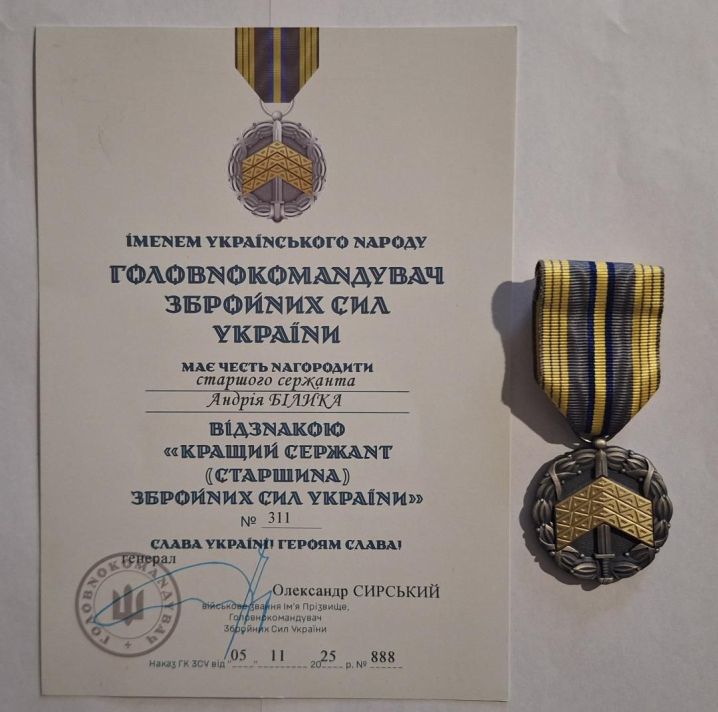 ІМЕНЕМ УКРАЇНСЬКОГО НАРОДУ
ГОЛОВНОКОМАНДУВАЧ
ЗБРОЙНИХ СИЛ
УКРАЇНИ
МАЄ ЧЕСТЬ НАГОРОДИТИ
старшого сержанта
Андрія БІЛИКА
ВІДЗНАКОЮ
«КРАЩИЙ СЕРЖАНТ
(СТАРШИНА)
ЗБРОЙНИХ СИЛ УКРАЇНИ»
№ 311
СЛАВА УКРАЇНІ! ГЕРОЯМ СЛАВА!
генерал
ГОЛОВНОКОМАНДУВАЧ
Олександр СИРСЬКИЙ
військове звання Ім'я Прізвище,
Головнокомандувач
Збройних Сил України
Наказ ГК ЗСУ від "05" 11 2025 р. № 888